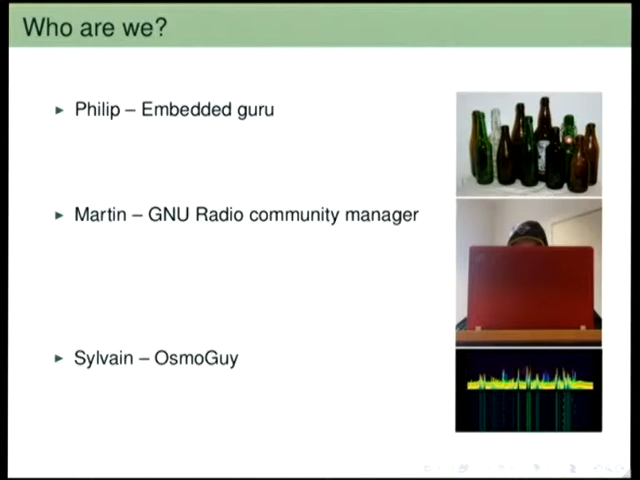 Who are we?
▶ Philip – Embedded guru
▶ Martin – GNU Radio community manager
▶ Sylvain – OsmoGuy